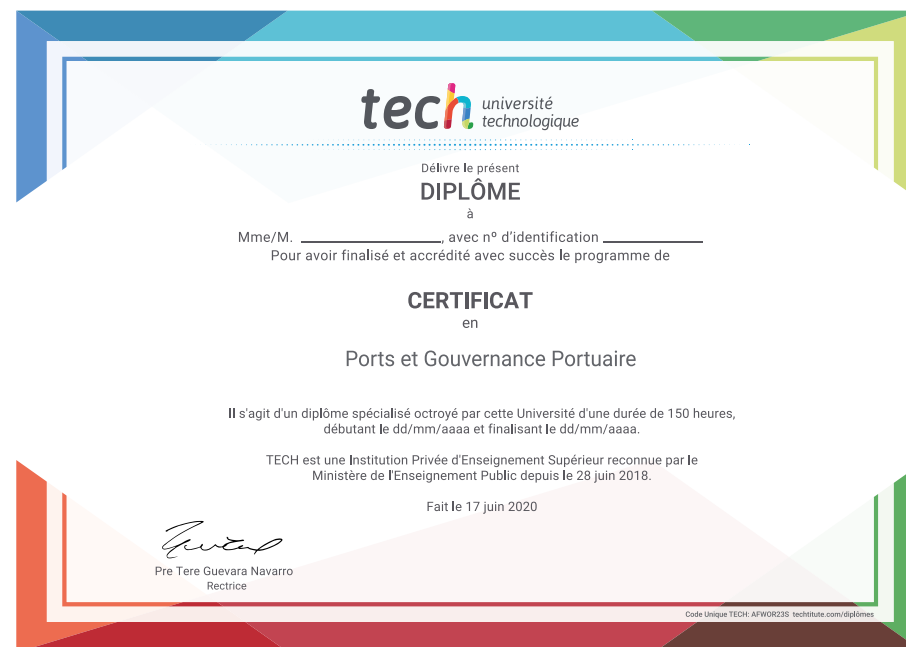 tech université
technologique
Délivre le présent
DIPLÔME
à
Mme/M. ____________________, avec nº d'identification ______________
Pour avoir finalisé et accrédité avec succès le programme de
CERTIFICAT
en
Ports et Gouvernance Portuaire
Il s'agit d'un diplôme spécialisé octroyé par cette Université d'une durée de 150 heures,
débutant le dd/mm/aaaa et finalisant le dd/mm/aaaa.
TECH est une Institution Privée d'Enseignement Supérieur reconnue par le
Ministère de l'Enseignement Public depuis le 28 juin 2018.
Fait le 17 juin 2020
Pre Tere Guevara Navarro
Rectrice
Code Unique TECH: AFWOR23S techtitute.com/diplômes